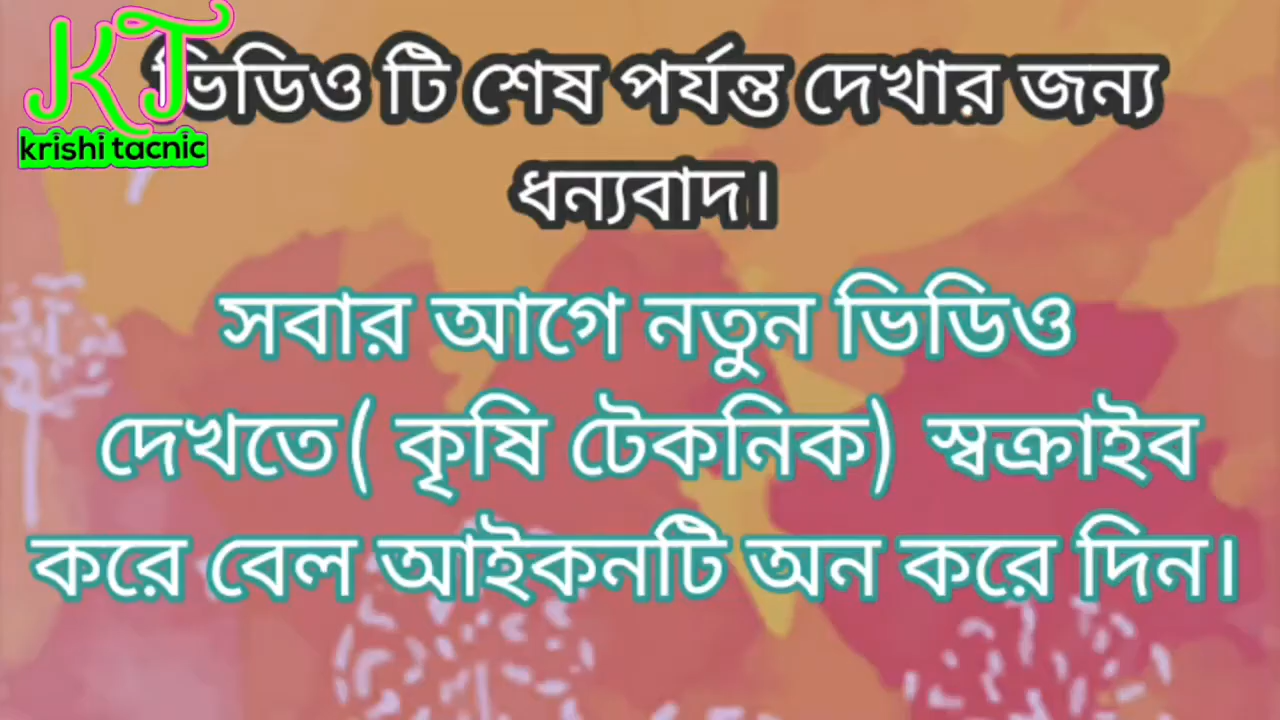 KT
krishi tacnic
ভিডিও টি শেষ পর্যন্ত দেখার জন্য
ধন্যবাদ।
সবার আগে নতুন ভিডিও
দেখতে( কৃষি টেকনিক) স্বক্রাইব
করে বেল আইকনটি অন করে দিন।